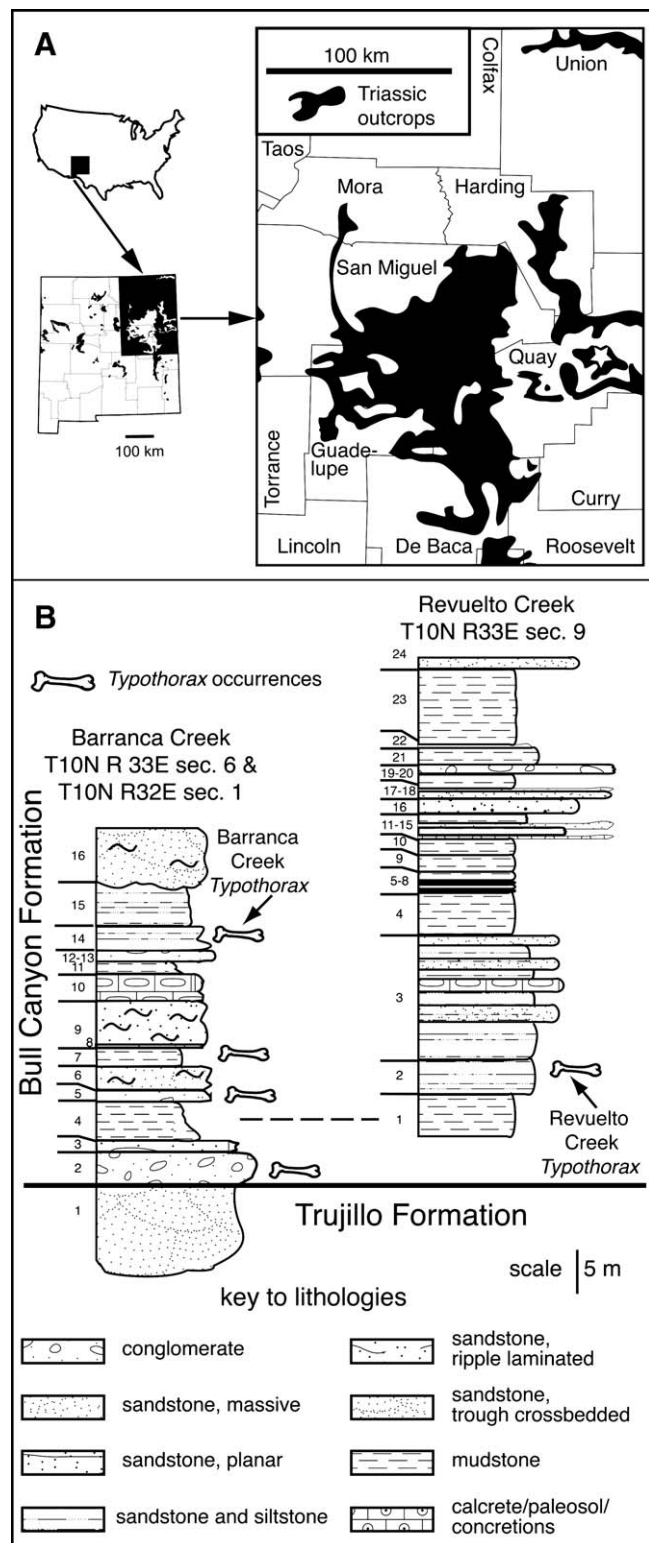 A
100 km
Triassic
outcrops
Colfax
Union
Taos
Mora
Harding
San Miguel
Quay
Torrance
Guade-
lupe
Curry
Lincoln
De Baca
Roosevelt
100 km
B
Typothorax occurrences
Barranca Creek
T10N R 33E sec. 6 &
T10N R32E sec. 1
Barranca
Creek
Typothorax
Bull Canyon Formation
16
15
14
12-13
11
10
9
8
7
6
5
4
3
2
1
Revuelto Creek
T10N R33E sec. 9
24
23
22
21
19-20
17-18
16
11-15
10
9
5-8
4
3
2
1
Revuelto
Creek
Typothorax
Trujillo Formation
scale 5 m
key to lithologies
conglomerate
sandstone, massive
sandstone, planar
sandstone and siltstone
sandstone,
ripple laminated
sandstone,
trough crossbedded
mudstone
calcrete/paleosol/
concretions